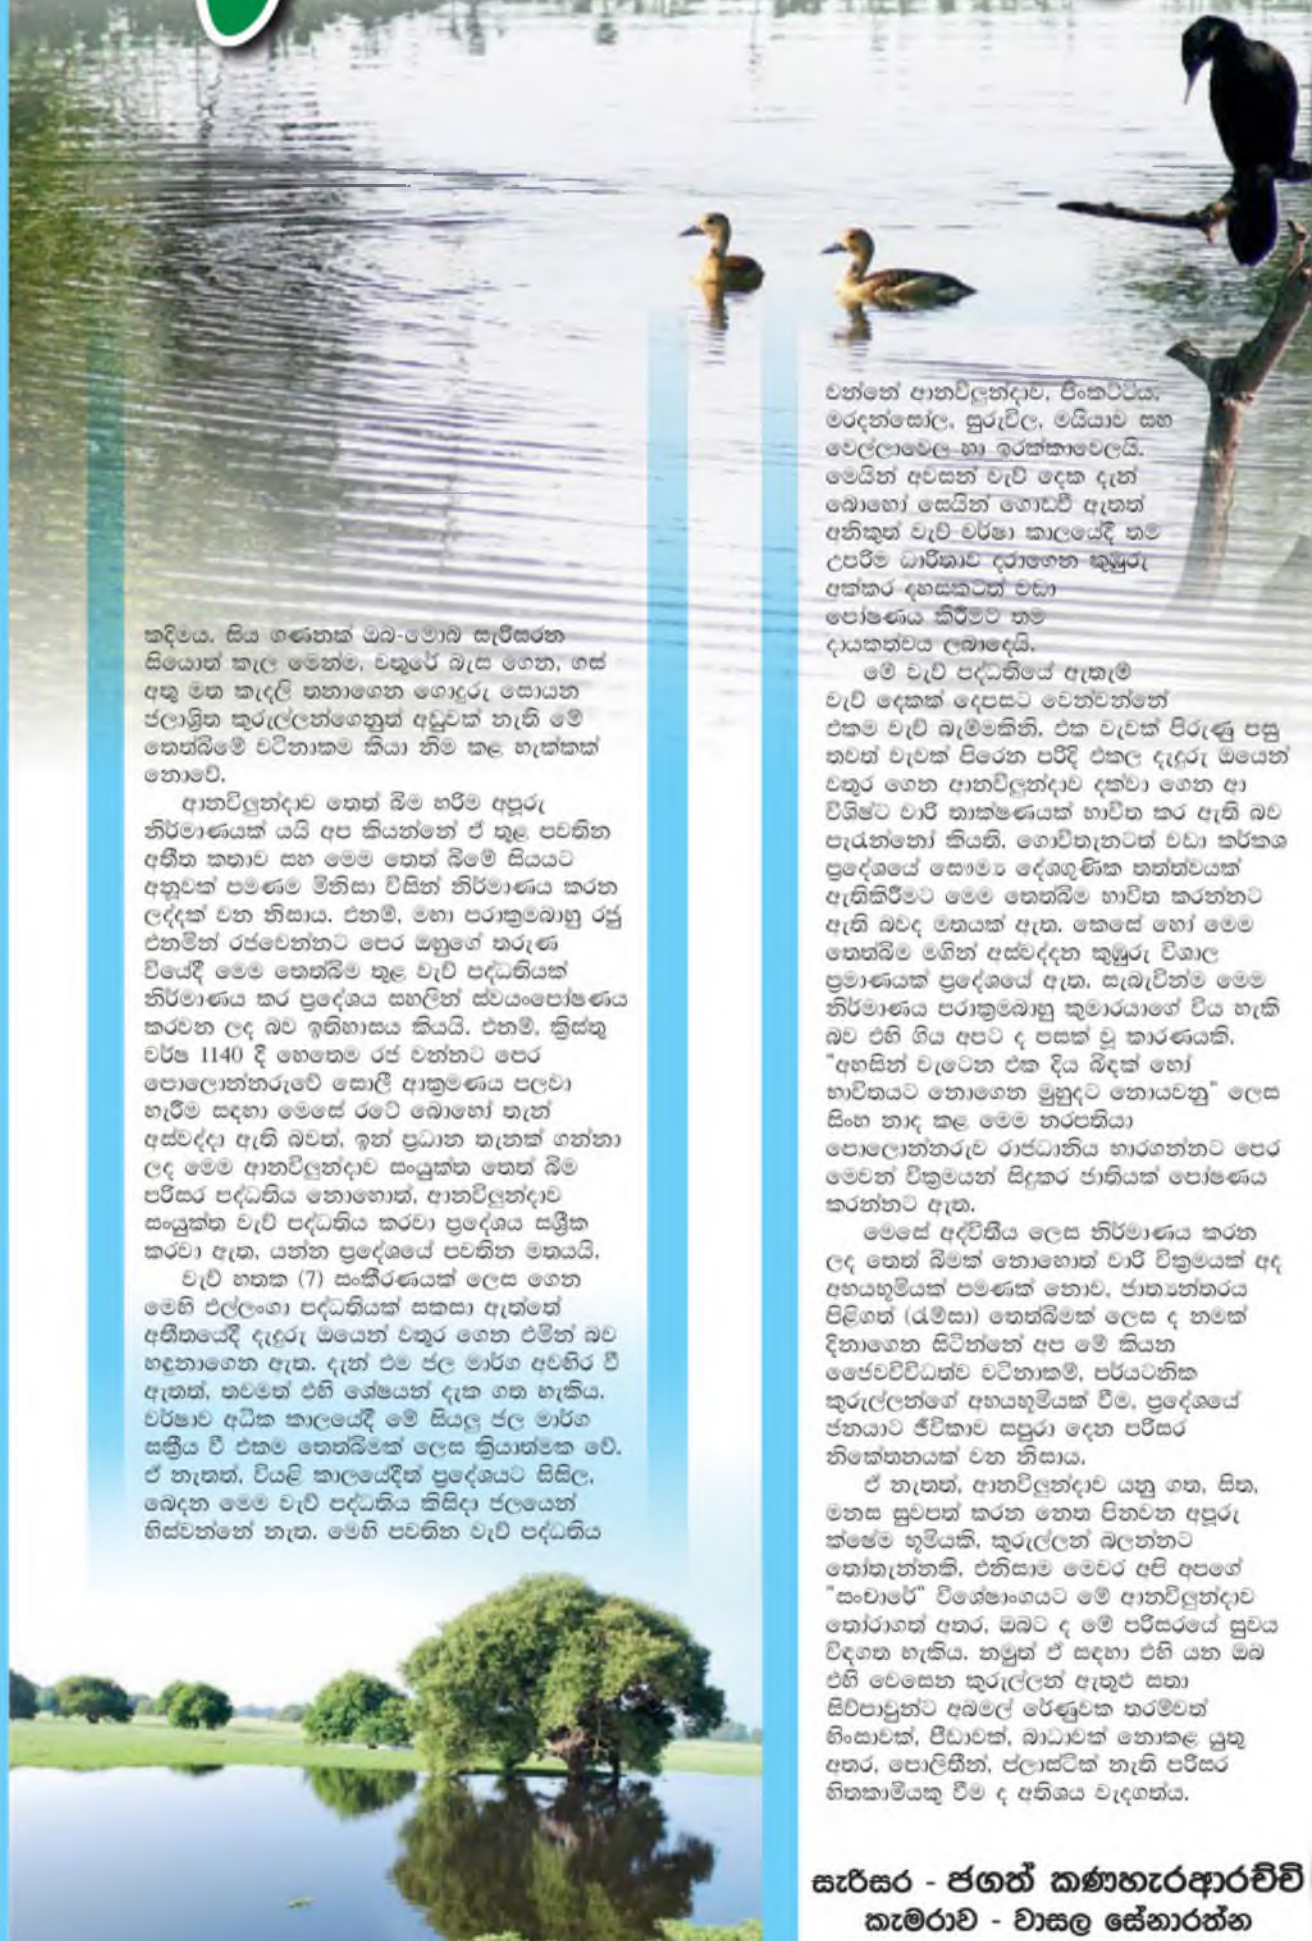 කදිමය. සිය ගණනක් ඔබ-මොබ සැරිසරන
සියොත් කැල මෙන්ම, වතුරේ බැස ගෙන, ගස්
අතු මත කැදලි තනාගෙන ගොදුරු සොයන
ජලාශ්‍රිත කුරුල්ලන්ගෙනුත් අඩුවක් නැති මේ
තෙත්බිමේ වටිනාකම කියා නිම කළ හැක්කක්
නොවේ.
ආනවිලුන්දාව තෙත් බිම හරිම අපූරු
නිර්මාණයක් යයි අප කියන්නේ ඒ තුළ පවතින
අතීත කතාව සහ මෙම තෙත් බිමේ සියයට
අනූවක් පමණම මිනිසා විසින් නිර්මාණය කරන
ලද්දක් වන නිසාය. එනම්, මහා පරාක්‍රමබාහු රජු
එනමින් රජවෙන්නට පෙර ඔහුගේ තරුණ
වියේදී මෙම තෙත්බිම තුළ වැව් පද්ධතියක්
නිර්මාණය කර ප්‍රදේශය සහලින් ස්වයංපෝෂණය
කරවන ලද බව ඉතිහාසය කියයි. එනම්, ක්‍රිස්තු
වර්ෂ 1140 දී හෙතෙම රජ වන්නට පෙර
පොලොන්නරුවේ සොලී ආක්‍රමණය පලවා
හැරීම සඳහා මෙසේ රටේ බොහෝ තැන්
අස්වද්දා ඇති බවත්, ඉන් ප්‍රධාන තැනක් ගන්නා
ලද මෙම ආනවිලුන්දාව සංයුක්ත තෙත් බිම
පරිසර පද්ධතිය නොහොත්, ආනවිලුන්දාව
සංයුක්ත වැව් පද්ධතිය කරවා ප්‍රදේශය සශ්‍රීක
කරවා ඇත, යන්න ප්‍රදේශයේ පවතින මතයයි.
වැව් හතක (7) සංකීරණයක් ලෙස ගෙන
මෙහි එල්ලංගා පද්ධතියක් සකසා ඇත්තේ
අතීතයේදී දැදුරු ඔයෙන් වතුර ගෙන එමින් බව
හඳුනාගෙන ඇත. දැන් එම ජල මාර්ග අවහිර වී
ඇතත්, තවමත් එහි ශේෂයන් දැක ගත හැකිය.
වර්ෂාව අධික කාලයේදී මේ සියලු ජල මාර්ග
සක්‍රීය වී එකම තෙත්බිමක් ලෙස ක්‍රියාත්මක වේ.
ඒ නැතත්, වියළි කාලයේදීත් ප්‍රදේශයට සිසිල,
බෙදන මෙම වැව් පද්ධතිය කිසිදා ජලයෙන්
හිස්වන්නේ නැත. මෙහි පවතින වැව් පද්ධතිය
වන්නේ ආනවිලුන්දාව, පිංකට්ටිය,
මරදන්සෝල, සුරුවිල, මයියාව සහ
වෙල්ලාවෙල හා ඉරක්කාවෙලයි.
මෙයින් අවසන් වැව් දෙක දැන්
බොහෝ සෙයින් ගොඩවී ඇතත්
අනිකුත් වැව් වර්ෂා කාලයේදී තම
උපරිම ධාරිතාව දරාගෙන කුඹුරු
අක්කර දහසකටත් වඩා
පෝෂණය කිරීමට තම
දායකත්වය ලබාදෙයි.
මේ වැව් පද්ධතියේ ඇතැම්
වැව් දෙකක් දෙපසට වෙන්වන්නේ
එකම වැව් බැම්මකිනි. එක වැවක් පිරුණු පසු
තවත් වැවක් පිරෙන පරිදි එකල දැදුරු ඔයෙන්
වතුර ගෙන ආනවිලුන්දාව දක්වා ගෙන ආ
විශිෂ්ට වාරි තාක්ෂණයක් භාවිත කර ඇති බව
පැරැන්නෝ කියති. ගොවිතැනටත් වඩා කර්කශ
ප්‍රදේශයේ සෞම්‍ය දේශගුණික තත්ත්වයක්
ඇතිකිරීමට මෙම තෙත්බිම භාවිත කරන්නට
ඇති බවද මතයක් ඇත. කෙසේ හෝ මෙම
තෙත්බිම මගින් අස්වද්දන කුඹුරු විශාල
ප්‍රමාණයක් ප්‍රදේශයේ ඇත. සැබැවින්ම මෙම
නිර්මාණය පරාක්‍රමබාහු කුමාරයාගේ විය හැකි
බව එහි ගිය අපට ද පසක් වූ කාරණයකි.
"අහසින් වැටෙන එක දිය බිඳක් හෝ
භාවිතයට නොගෙන මුහුදට නොයවනු" ලෙස
සිංහ නාද කළ මෙම නරපතියා
පොලොන්නරුව රාජධානිය භාරගන්නට පෙර
මෙවන් වික්‍රමයන් සිදුකර ජාතියක් පෝෂණය
කරන්නට ඇත.
මෙසේ අද්විතීය ලෙස නිර්මාණය කරන
ලද තෙත් බිමක් නොහොත් වාරි වික්‍රමයක් අද
අභයභූමියක් පමණක් නොව, ජාත්‍යන්තරය
පිළිගත් (රැම්සා) තෙත්බිමක් ලෙස ද නමක්
දිනාගෙන සිටින්නේ අප මේ කියන
ජෛවවිවිධත්ව වටිනාකම්, පර්යටනික
කුරුල්ලන්ගේ අභයභූමියක් වීම, ප්‍රදේශයේ
ජනයාට ජීවිකාව සපුරා දෙන පරිසර
නිකේතනයක් වන නිසාය.
ඒ නැතත්, ආනවිලුන්දාව යනු ගත, සිත,
මනස සුවපත් කරන නෙත පිනවන අපූරු
ක්ෂේම භූමියකි. කුරුල්ලන් බලන්නට
තෝතැන්නකි. එනිසාම මෙවර අපි අපගේ
"සංචාරේ" විශේෂාංගයට මේ ආනවිලුන්දාව
තෝරාගත් අතර, ඔබට ද මේ පරිසරයේ සුවය
විඳගත හැකිය. නමුත් ඒ සඳහා එහි යන ඔබ
එහි වෙසෙන කුරුල්ලන් ඇතුළු සතා
සිව්පාවුන්ට අබමල් රේණුවක තරම්වත්
හිංසාවක්, පීඩාවක්, බාධාවක් නොකළ යුතු
අතර, පොලිතීන්, ප්ලාස්ටික් නැති පරිසර
හිතකාමියකු වීම ද අතිශය වැදගත්ය.
සැරිසර - ජගත් කණහැරආරච්චි
කැමරාව - වාසල සේනාරත්න